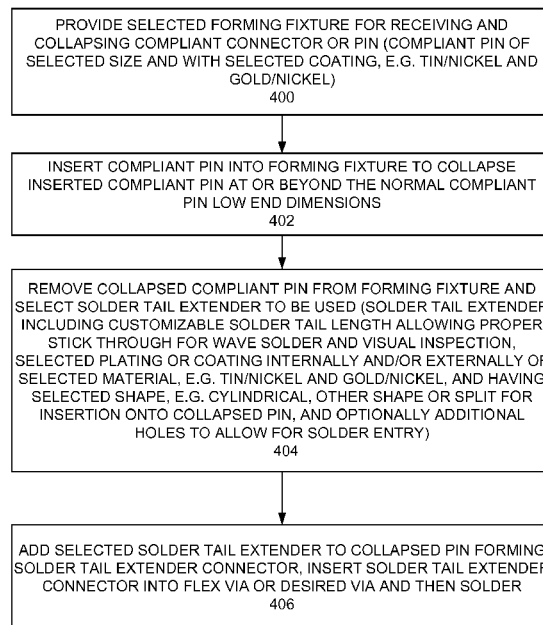 PROVIDE SELECTED FORMING FIXTURE FOR RECEIVING AND
COLLAPSING COMPLIANT CONNECTOR OR PIN (COMPLIANT PIN OF
SELECTED SIZE AND WITH SELECTED COATING, E.G. TIN/NICKEL AND
GOLD/NICKEL)
400
INSERT COMPLIANT PIN INTO FORMING FIXTURE TO COLLAPSE
INSERTED COMPLIANT PIN AT OR BEYOND THE NORMAL COMPLIANT
PIN LOW END DIMENSIONS
402
REMOVE COLLAPSED COMPLIANT PIN FROM FORMING FIXTURE AND
SELECT SOLDER TAIL EXTENDER TO BE USED (SOLDER TAIL EXTENDER
INCLUDING CUSTOMIZABLE SOLDER TAIL LENGTH ALLOWING PROPER
STICK THROUGH FOR WAVE SOLDER AND VISUAL INSPECTION,
SELECTED PLATING OR COATING INTERNALLY AND/OR EXTERNALLY OF
SELECTED MATERIAL, E.G. TIN/NICKEL AND GOLD/NICKEL, AND HAVING
SELECTED SHAPE, E.G. CYLINDRICAL, OTHER SHAPE OR SPLIT FOR
INSERTION ONTO COLLAPSED PIN, AND OPTIONALLY ADDITIONAL
HOLES TO ALLOW FOR SOLDER ENTRY)
404
ADD SELECTED SOLDER TAIL EXTENDER TO COLLAPSED PIN FORMING
SOLDER TAIL EXTENDER CONNECTOR, INSERT SOLDER TAIL EXTENDER
CONNECTOR INTO FLEX VIA OR DESIRED VIA AND THEN SOLDER
406